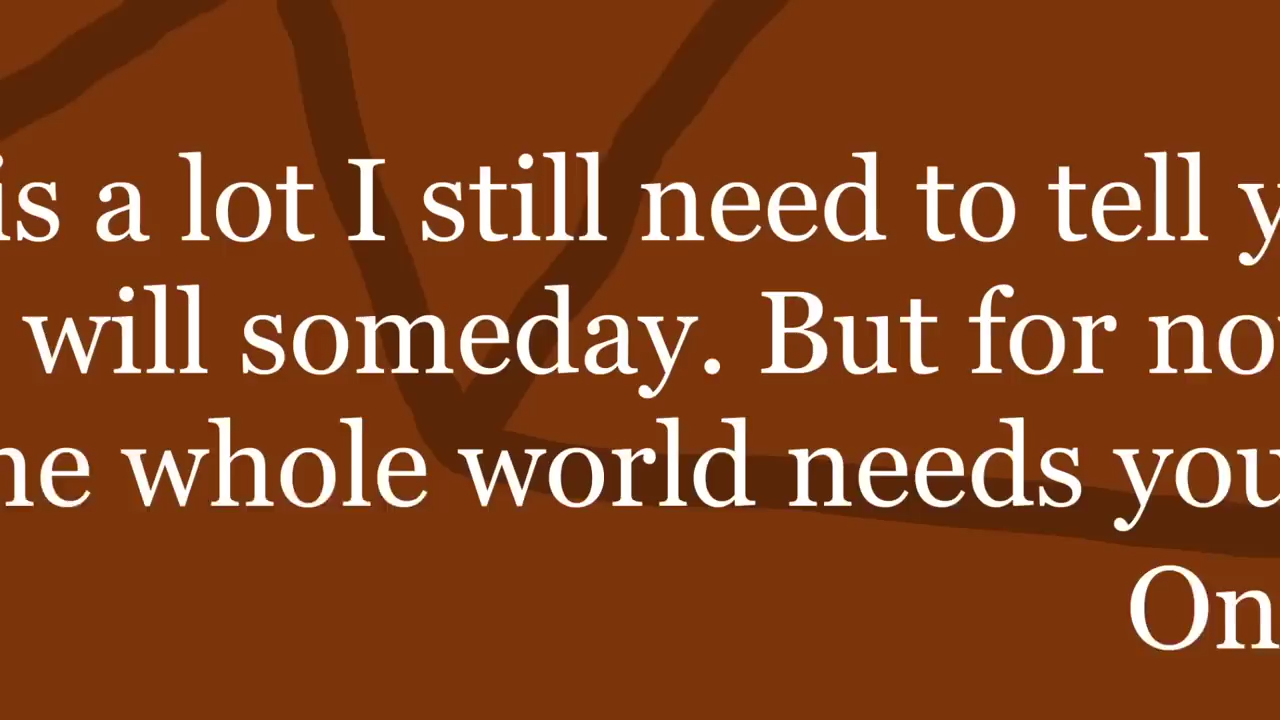 is a lot I still need to tell y
will someday. But for no
he whole world needs you
On